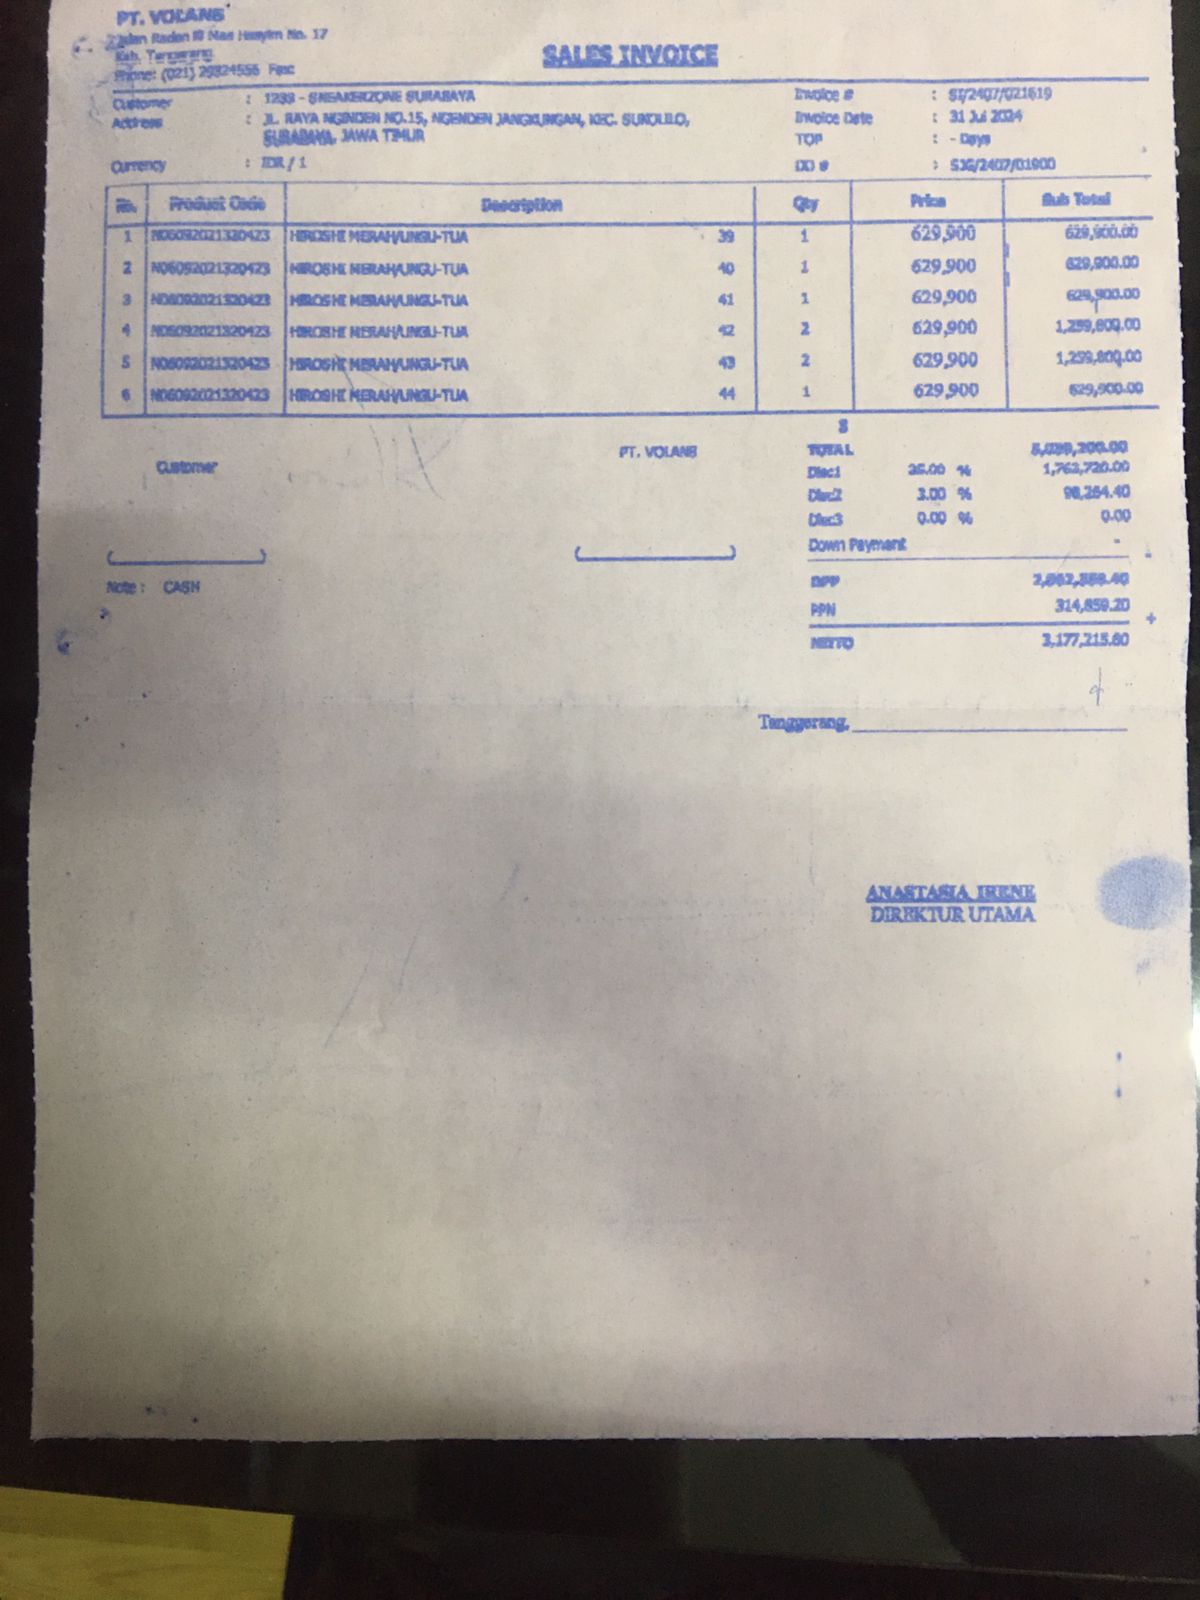 PT. VOLANS
Jalan Raden Mas Hasyim No. 17
Kab. Tangerang
Phone: (021) 29824556 Fax:
SALES INVOICE
Customer : 1239 - SNEAKERZONE SURABAYA
Address : JL. RAYA NGINDEN NO.15, NGENDEN JANGKUNGAN, KEC. SUKOLILO,
SURABAYA, JAWA TIMUR
Currency : IDR / 1
Invoice # : SI/2407/021619
Invoice Date : 31 Jul 2024
TOP : - Days
DO # : SJG/2407/01900
No. Product Code Description Qty Price Sub Total
1 N06092021320423 HIROSHI MERAH/UNGU-TUA 39 1 629,900 629,900.00
2 N06092021320423 HIROSHI MERAH/UNGU-TUA 40 1 629,900 629,900.00
3 N06092021320423 HIROSHI MERAH/UNGU-TUA 41 1 629,900 629,900.00
4 N06092021320423 HIROSHI MERAH/UNGU-TUA 42 2 629,900 1,259,800.00
5 N06092021320423 HIROSHI MERAH/UNGU-TUA 43 2 629,900 1,259,800.00
6 N06092021320423 HIROSHI MERAH/UNGU-TUA 44 1 629,900 629,900.00
8
TOTAL 5,039,200.00
Disc1 35.00 % 1,763,720.00
Disc2 3.00 % 98,264.40
Disc3 0.00 % 0.00
Down Payment -
DPP 2,862,356.40
PPN 314,859.20
NETTO 3,177,215.60
Customer
PT. VOLANS
Note : CASH
Tanggerang,
ANASTASIA IRENE
DIREKTUR UTAMA